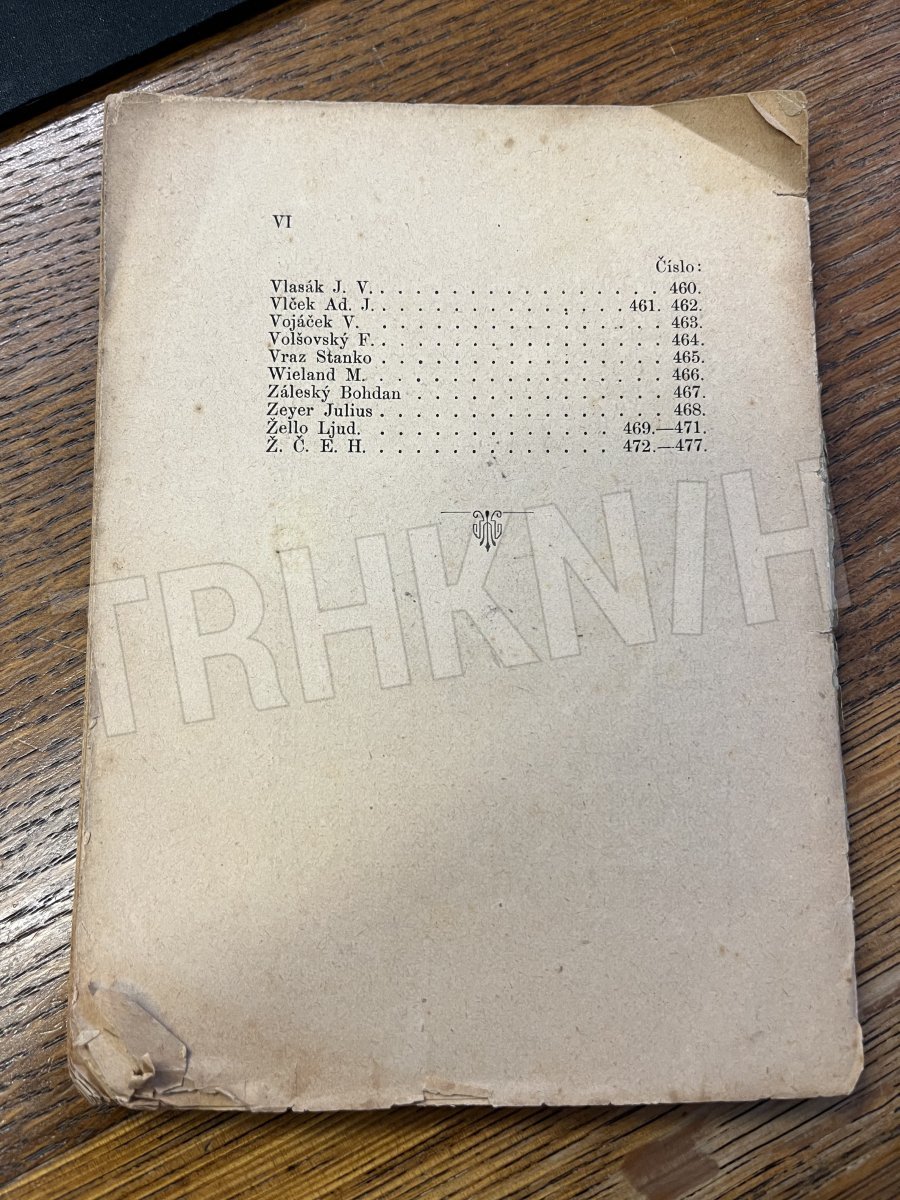 VI
Číslo:
Vlasák J. V. . . . . . . . . . . . . . . . . 460.
Vlček Ad. J. . . . . . . . . . . . . . . 461. 462.
Vojáček V. . . . . . . . . . . . . . . . . 463.
Volšovský F. . . . . . . . . . . . . . . . . 464.
Vraz Stanko . . . . . . . . . . . . . . . . 465.
Wieland M. . . . . . . . . . . . . . . . . 466.
Záleský Bohdan . . . . . . . . . . . . . . 467.
Zeyer Julius . . . . . . . . . . . . . . . . 468.
Žello Ljud. . . . . . . . . . . . . . 469.—471.
Ž. Č. E. H. . . . . . . . . . . . . . 472.—477.
TRHKNIH